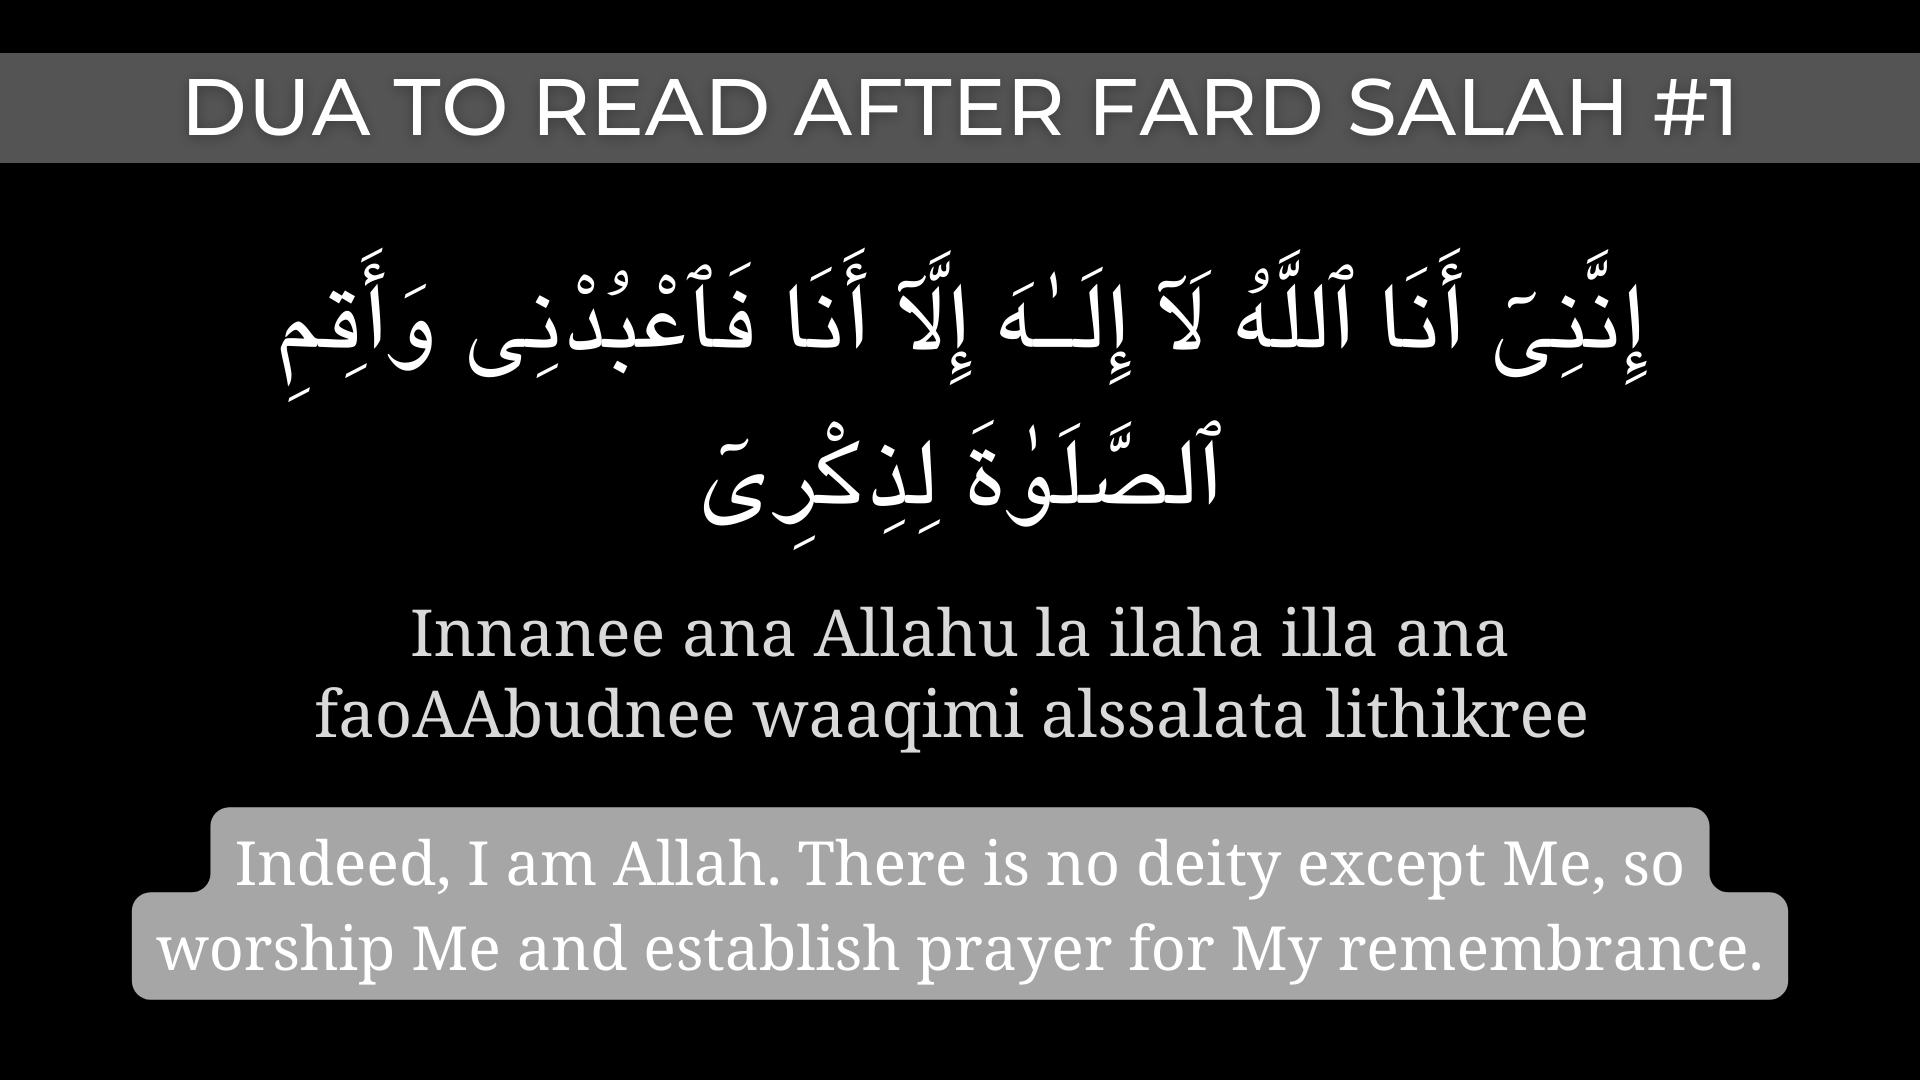 DUA TO READ AFTER FARD SALAH #1
إِنَّنِىٓ أَنَا ٱللَّهُ لَآ إِلَـٰهَ إِلَّآ أَنَا فَٱعْبُدْنِى وَأَقِمِ
ٱلصَّلَوٰةَ لِذِكْرِىٓ
Innanee ana Allahu la ilaha illa ana
faoAAbudnee waaqimi alssalata lithikree
Indeed, I am Allah. There is no deity except Me, so
worship Me and establish prayer for My remembrance.